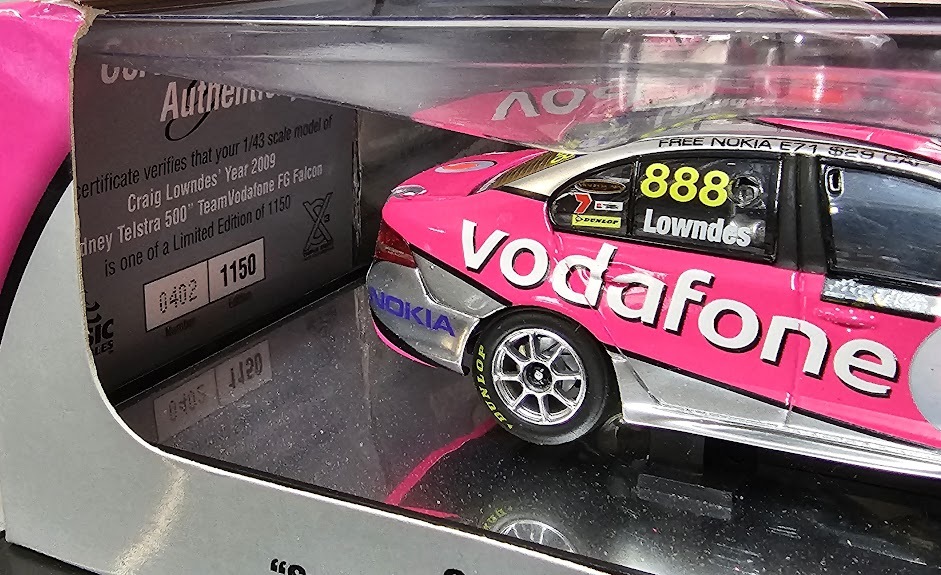 Authentic
certificate verifies that your 1/43 scale model of
Craig Lowndes' Year 2009
dney Telstra 500" TeamVodafone FG Falcon
is one of a Limited Edition of 1150
0402 1150
Number Edition
FREE NOKIA E71 $29 CAP
888
Lowndes
DUNLOP
vodafone
NOKIA
DUNLOP